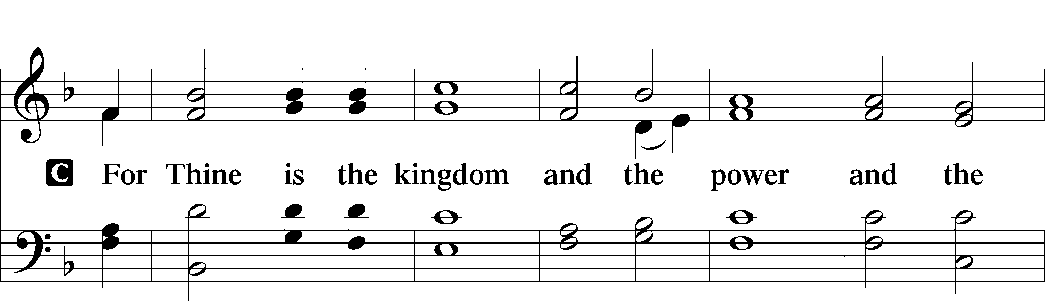 C For Thine is the kingdom and the power and the